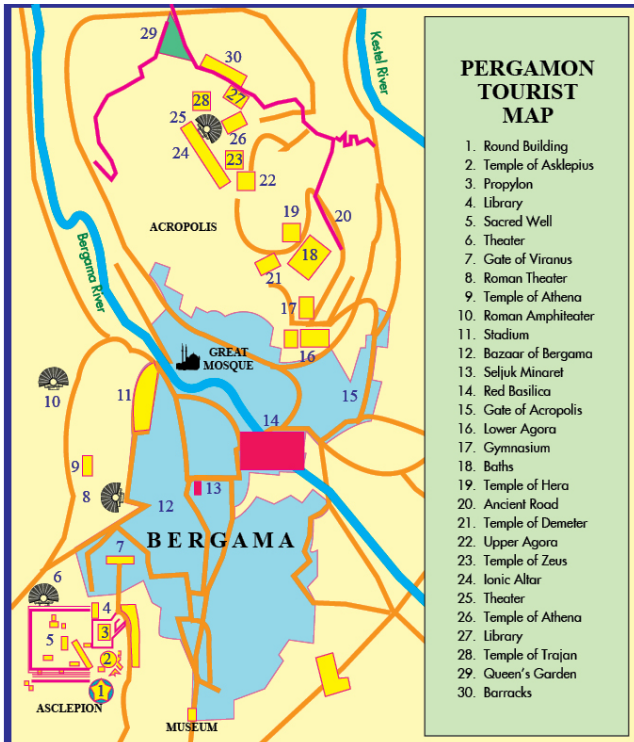 29
30
Kestel River
28
27
25
26
24
23
22
19
20
ACROPOLIS
18
21
Bergama River
17
16
GREAT
MOSQUE
15
10
11
14
9
8
12
13
BERGAMA
7
6
4
5
3
2
1
ASCLEPION
MUSEUM
PERGAMON
TOURIST
MAP
1. Round Building
2. Temple of Asklepius
3. Propylon
4. Library
5. Sacred Well
6. Theater
7. Gate of Viranus
8. Roman Theater
9. Temple of Athena
10. Roman Amphiteater
11. Stadium
12. Bazaar of Bergama
13. Seljuk Minaret
14. Red Basilica
15. Gate of Acropolis
16. Lower Agora
17. Gymnasium
18. Baths
19. Temple of Hera
20. Ancient Road
21. Temple of Demeter
22. Upper Agora
23. Temple of Zeus
24. Ionic Altar
25. Theater
26. Temple of Athena
27. Library
28. Temple of Trajan
29. Queen's Garden
30. Barracks